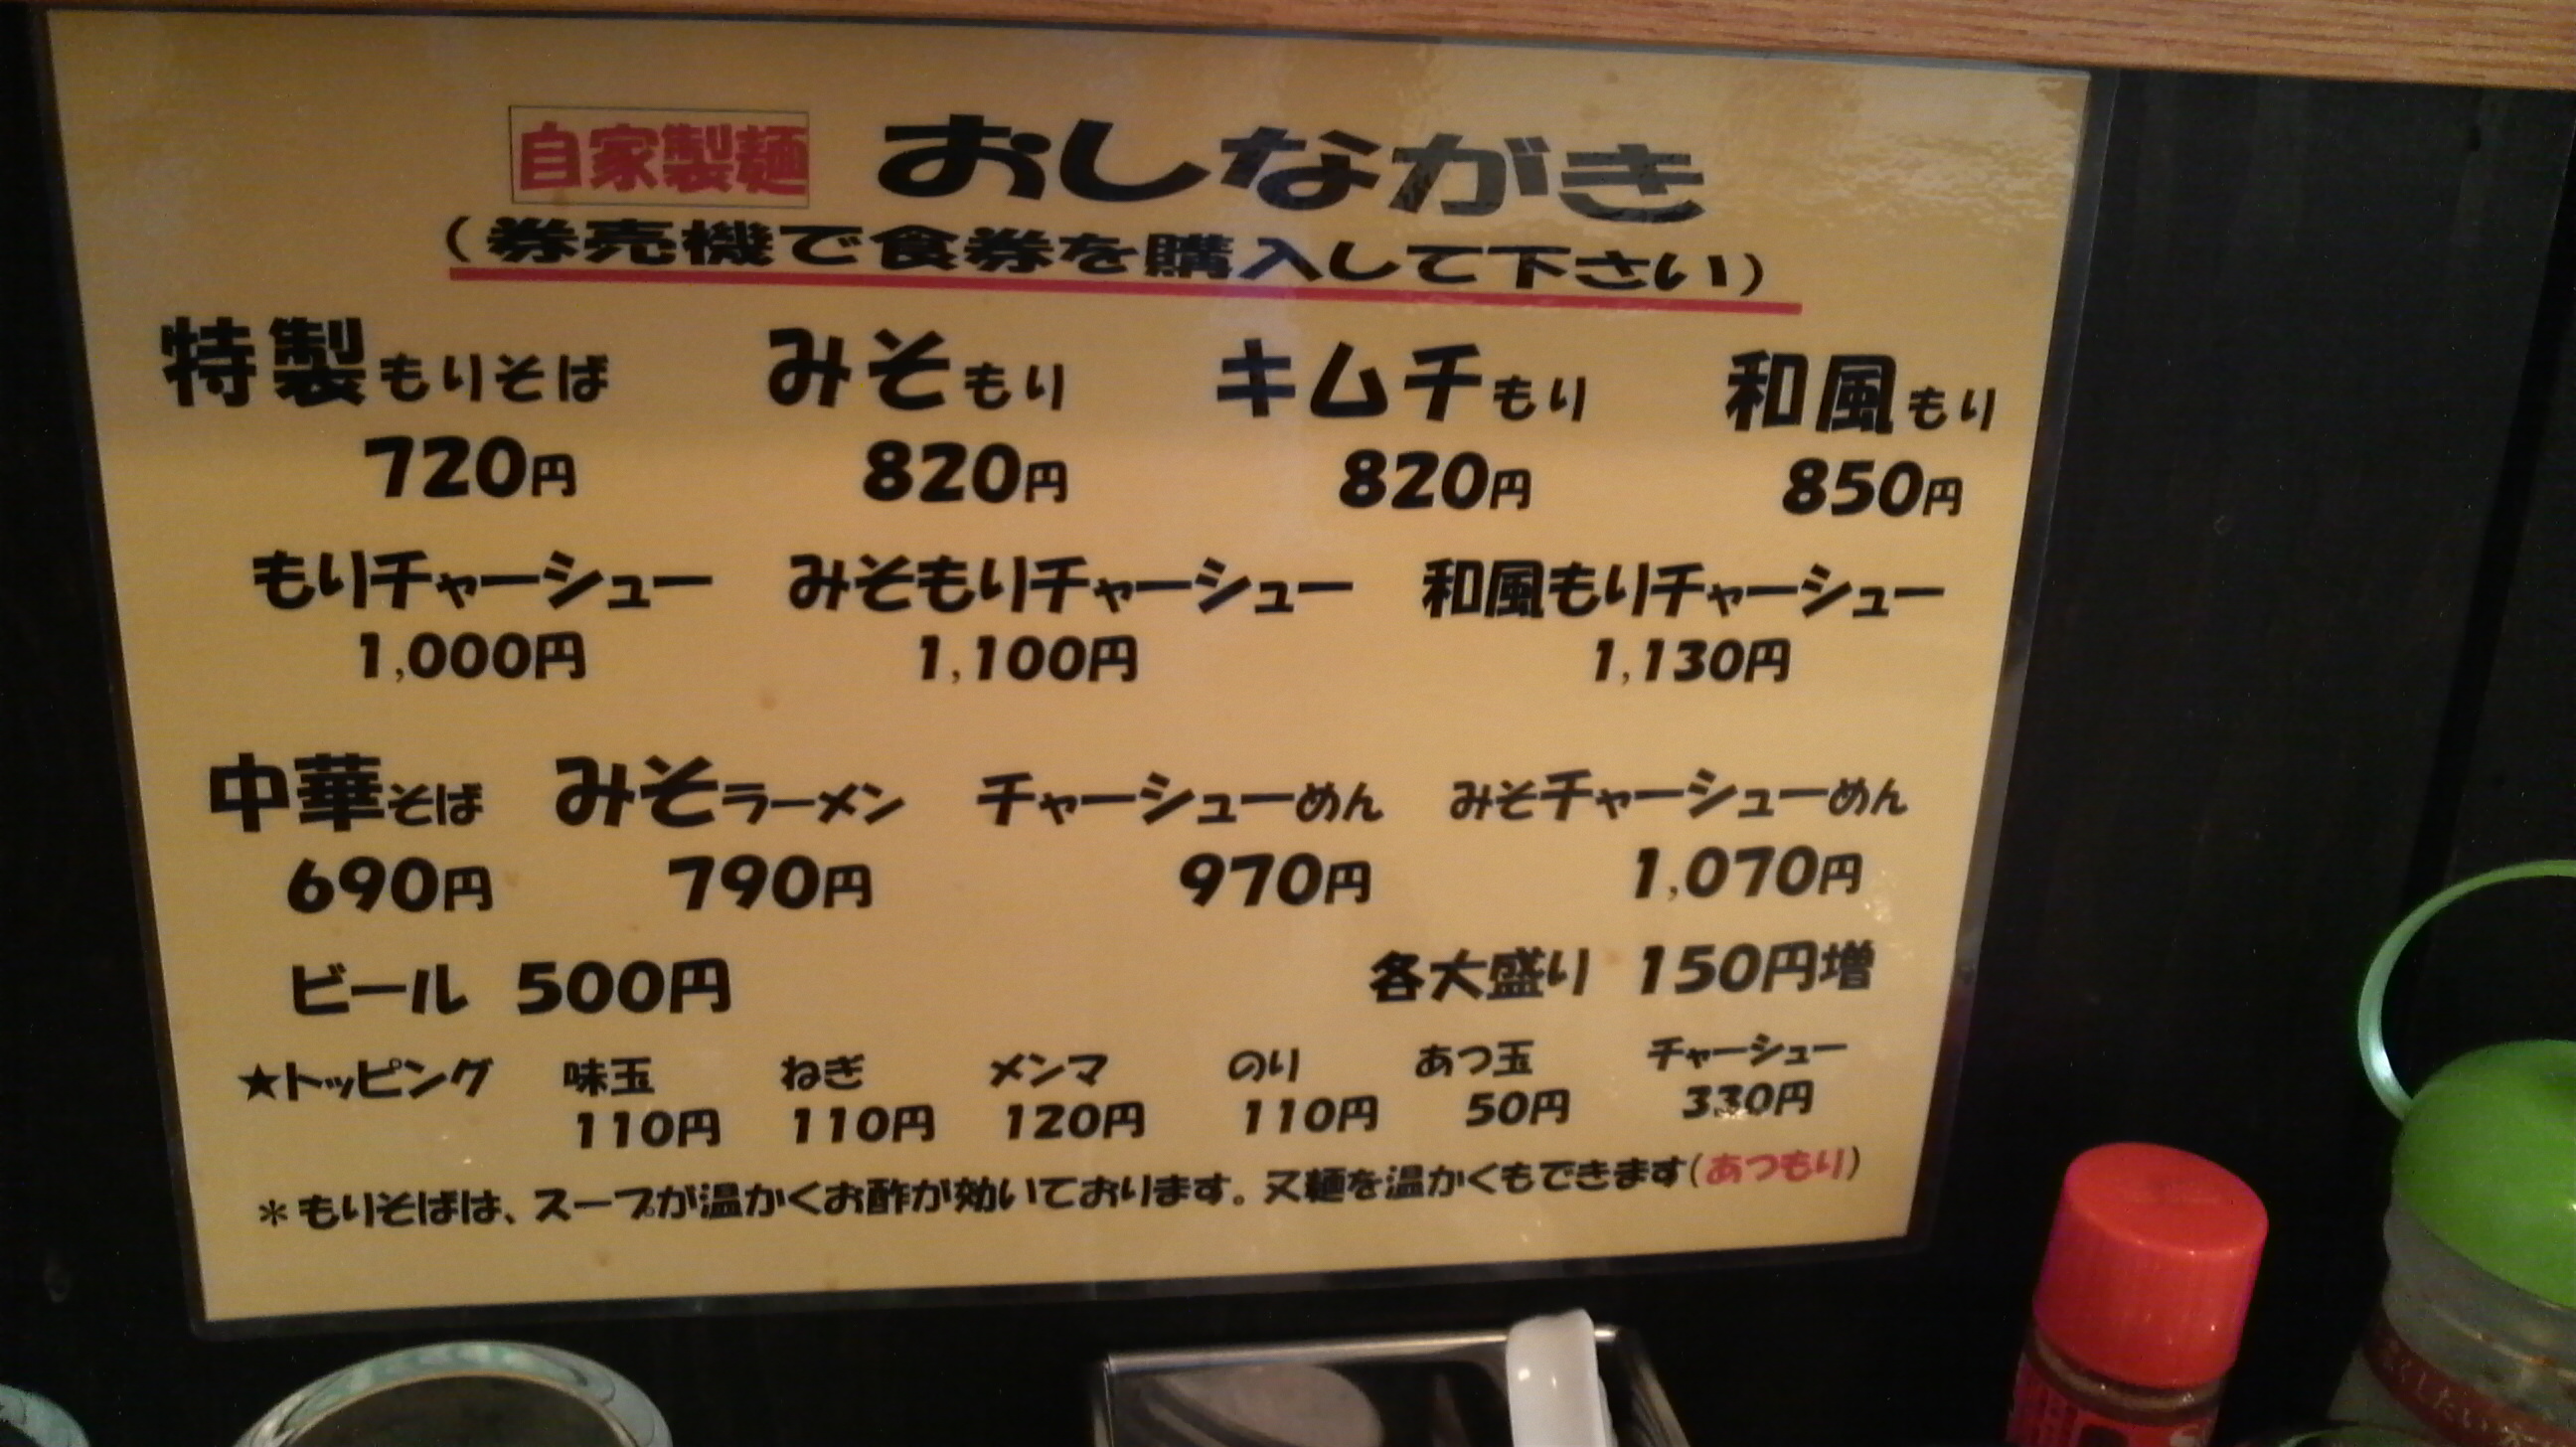 自家製麺 おしながき
(券売機で食券を購入して下さい)
特製もりそば みそもり キムチもり 和風もり
720円 820円 820円 850円
もりチャーシュー みそもりチャーシュー 和風もりチャーシュー
1,000円 1,100円 1,130円
中華そば みそラーメン チャーシューめん みそチャーシューめん
690円 790円 970円 1,070円
ビール 500円 各大盛り 150円増
★トッピング 味玉 ねぎ メンマ のり あつ玉 チャーシュー
110円 110円 120円 110円 50円 330円
*もりそばは、スープが温かくお酢が効いております。又麺を温かくもできます(あつもり)